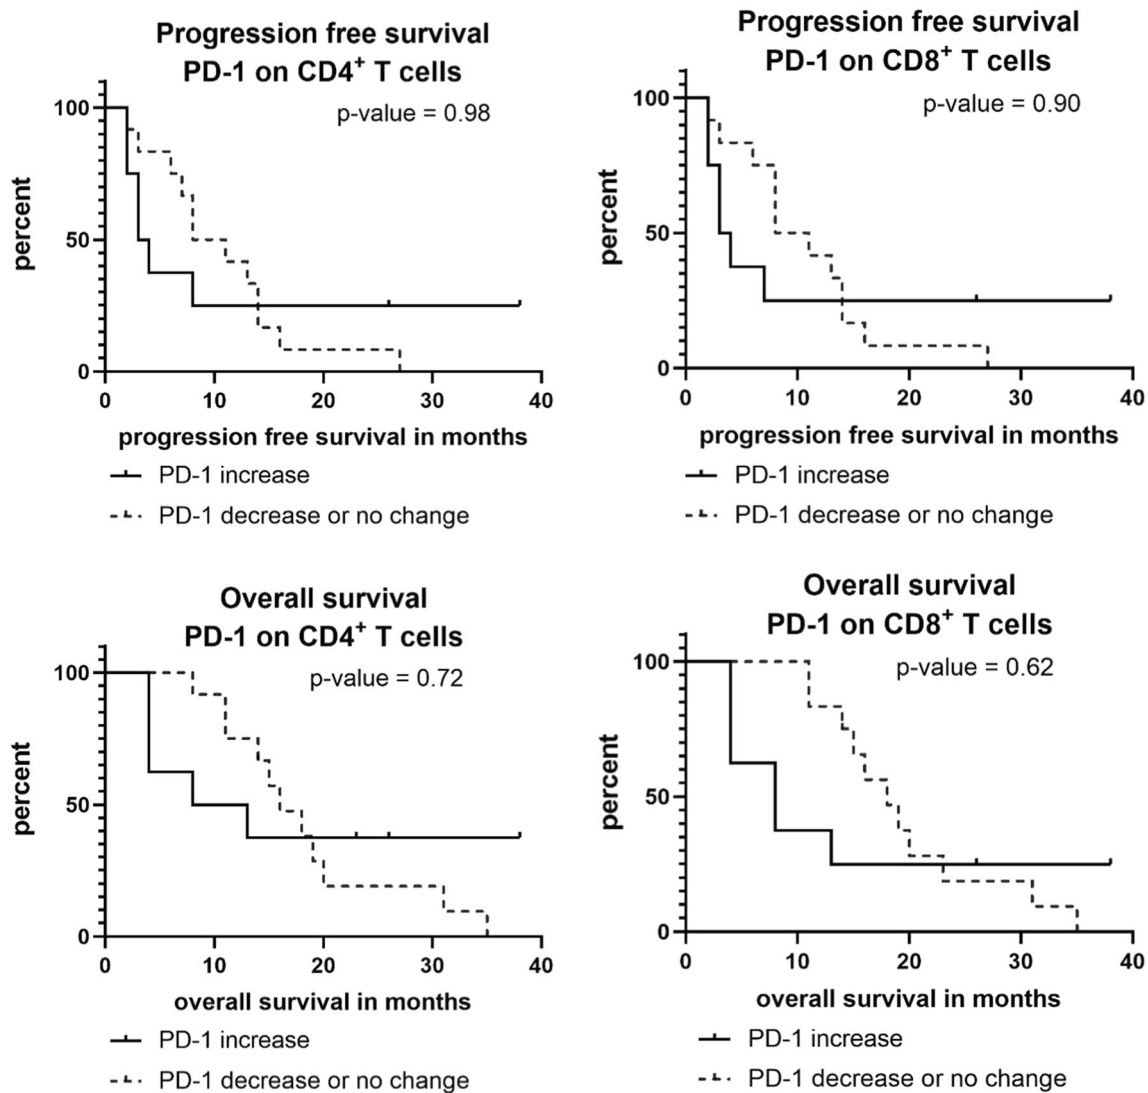 Progression free survival
PD-1 on CD4+ T cells
p-value = 0.98
100
50
0
percent
0 10 20 30 40
progression free survival in months
PD-1 increase
PD-1 decrease or no change
Progression free survival
PD-1 on CD8+ T cells
p-value = 0.90
100
50
0
percent
0 10 20 30 40
progression free survival in months
PD-1 increase
PD-1 decrease or no change
Overall survival
PD-1 on CD4+ T cells
p-value = 0.72
100
50
0
percent
0 10 20 30 40
overall survival in months
PD-1 increase
PD-1 decrease or no change
Overall survival
PD-1 on CD8+ T cells
p-value = 0.62
100
50
0
percent
0 10 20 30 40
overall survival in months
PD-1 increase
PD-1 decrease or no change